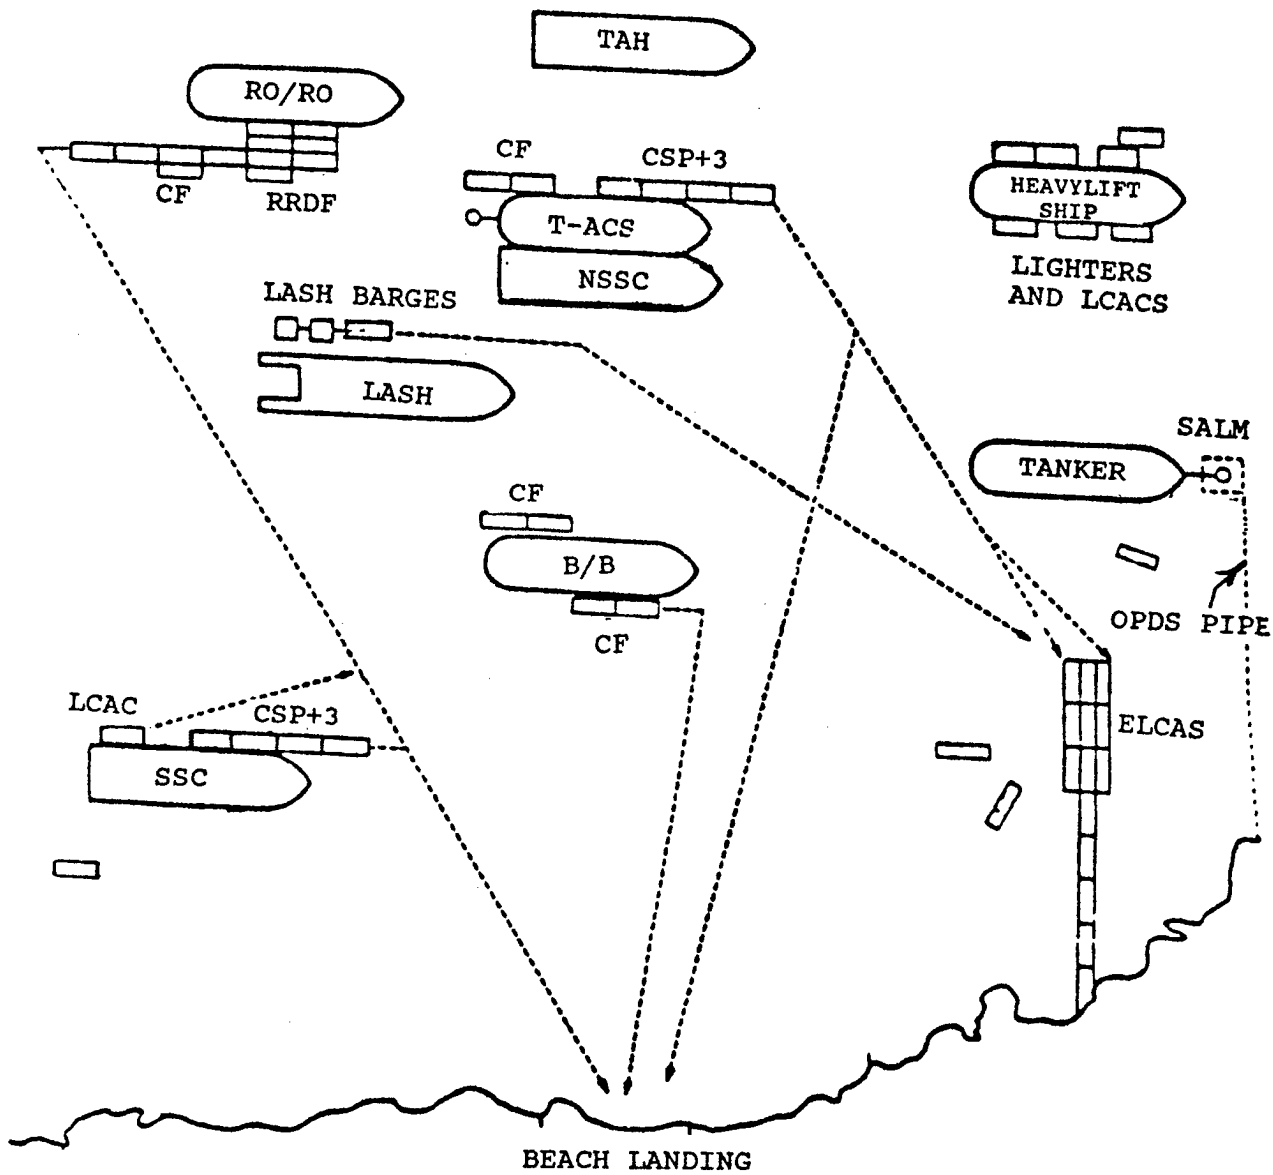 TAH
RO/RO
CF
RRDF
CF
CSP+3
T-ACS
NSSC
HEAVYLIFT
SHIP
LIGHTERS
AND LCACS
LASH BARGES
LASH
SALM
TANKER
CF
B/B
CF
OPDS PIPE
LCAC
CSP+3
SSC
ELCAS
BEACH LANDING